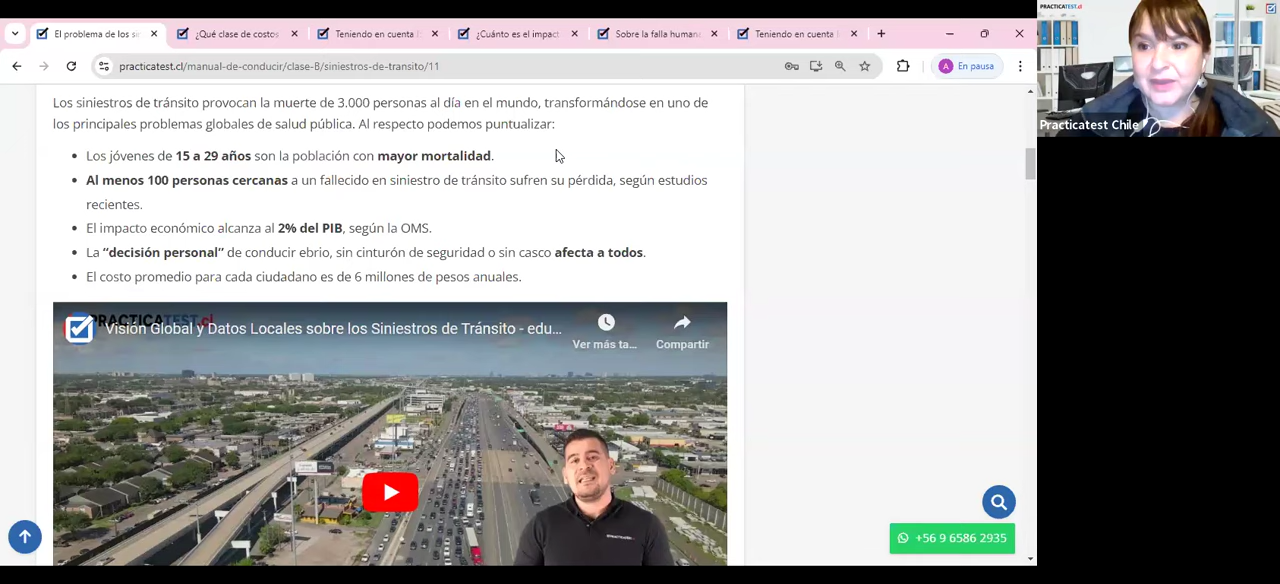 PRACTICATEST.cl
El problema de los si
¿Qué clase de costos
Teniendo en cuenta l
¿Cuánto es el impact
Sobre la falla humana
Teniendo en cuenta l
practicatest.cl/manual-de-conducir/clase-B/siniestros-de-transito/11
A
En pausa
Practicatest Chile
Los siniestros de tránsito provocan la muerte de 3.000 personas al día en el mundo, transformándose en uno de
los principales problemas globales de salud pública. Al respecto podemos puntualizar:
• Los jóvenes de 15 a 29 años son la población con mayor mortalidad.
• Al menos 100 personas cercanas a un fallecido en siniestro de tránsito sufren su pérdida, según estudios
recientes.
• El impacto económico alcanza al 2% del PIB, según la OMS.
• La “decisión personal” de conducir ebrio, sin cinturón de seguridad o sin casco afecta a todos.
• El costo promedio para cada ciudadano es de 6 millones de pesos anuales.
PRACTICATEST.cl
Visión Global y Datos Locales sobre los Siniestros de Tránsito - edu...
Ver más ta...
Compartir
+56 9 6586 2935